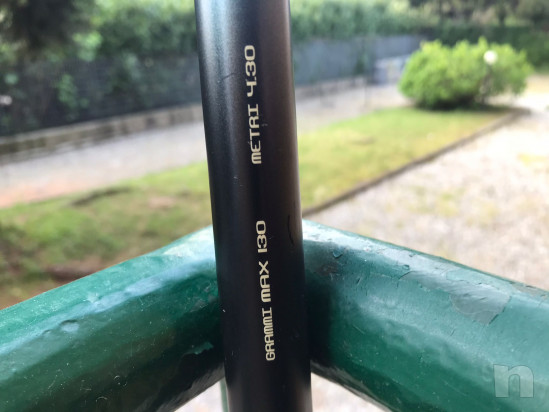 METRI 4.30
GRAMMI MAX 130
n